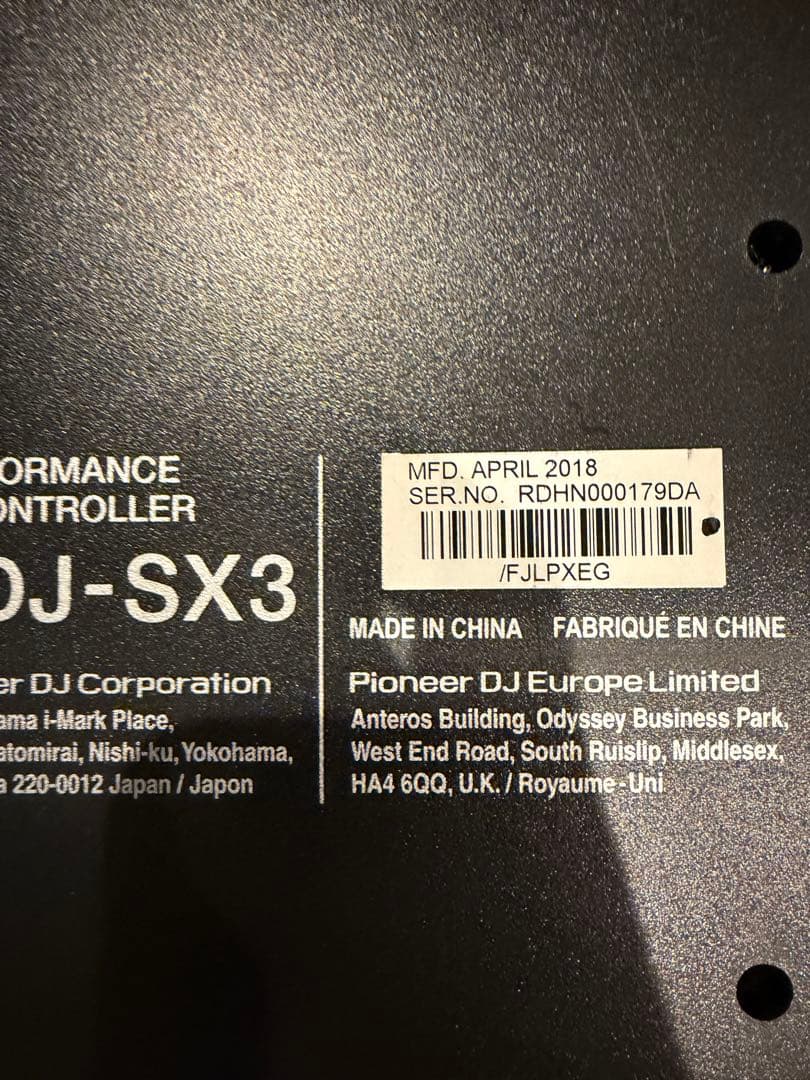 ORMANCE
ONTROLLER
DJ-SX3
er DJ Corporation
ama i-Mark Place,
atomirai, Nishi-ku, Yokohama,
a 220-0012 Japan / Japon
MFD. APRIL 2018
SER.NO. RDHN000179DA
/FJLPXEG
MADE IN CHINA FABRIQUÉ EN CHINE
Pioneer DJ Europe Limited
Anteros Building, Odyssey Business Park,
West End Road, South Ruislip, Middlesex,
HA4 6QQ, U.K. / Royaume-Uni